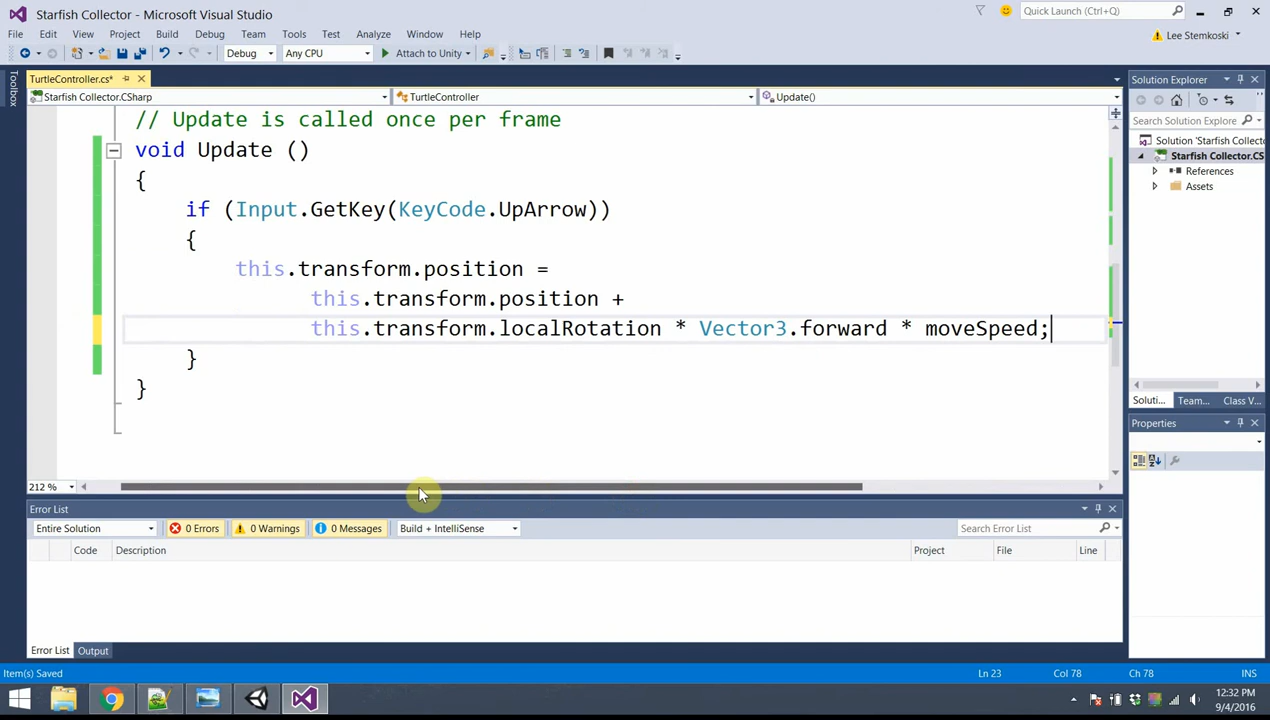 Starfish Collector - Microsoft Visual Studio
Quick Launch (Ctrl+Q)
File Edit View Project Build Debug Team Tools Test Analyze Window Help
Lee Stemkoski
Debug Any CPU Attach to Unity
Toolbox
TurtleController.cs*
Starfish Collector.CSharp TurtleController Update()
// Update is called once per frame
void Update ()
{
if (Input.GetKey(KeyCode.UpArrow))
{
this.transform.position =
this.transform.position +
this.transform.localRotation * Vector3.forward * moveSpeed;
}
}
212 %
Solution Explorer
Search Solution Explorer
Solution 'Starfish Collect
Starfish Collector.CS
References
Assets
Soluti... Team... Class V...
Properties
Error List
Entire Solution 0 Errors 0 Warnings 0 Messages Build + IntelliSense Search Error List
Code Description Project File Line
Error List Output
Item(s) Saved Ln 23 Col 78 Ch 78 INS
12:32 PM
9/4/2016